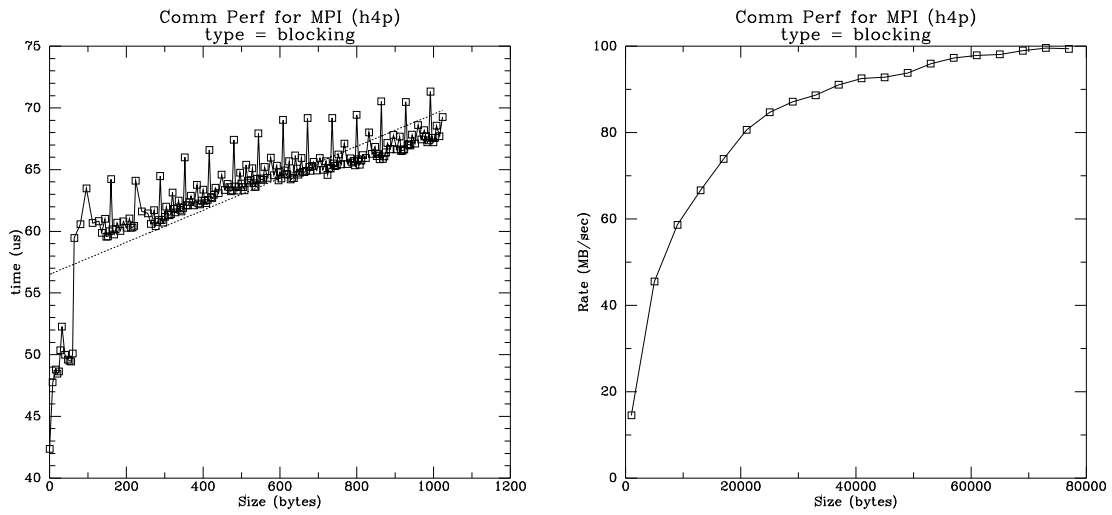 Comm Perf for MPI (h4p)
type = blocking
75
70
65
60
55
50
45
40
time (us)
0 200 400 600 800 1000 1200
Size (bytes)
Comm Perf for MPI (h4p)
type = blocking
100
80
60
40
20
0
Rate (MB/sec)
0 20000 40000 60000 80000
Size (bytes)